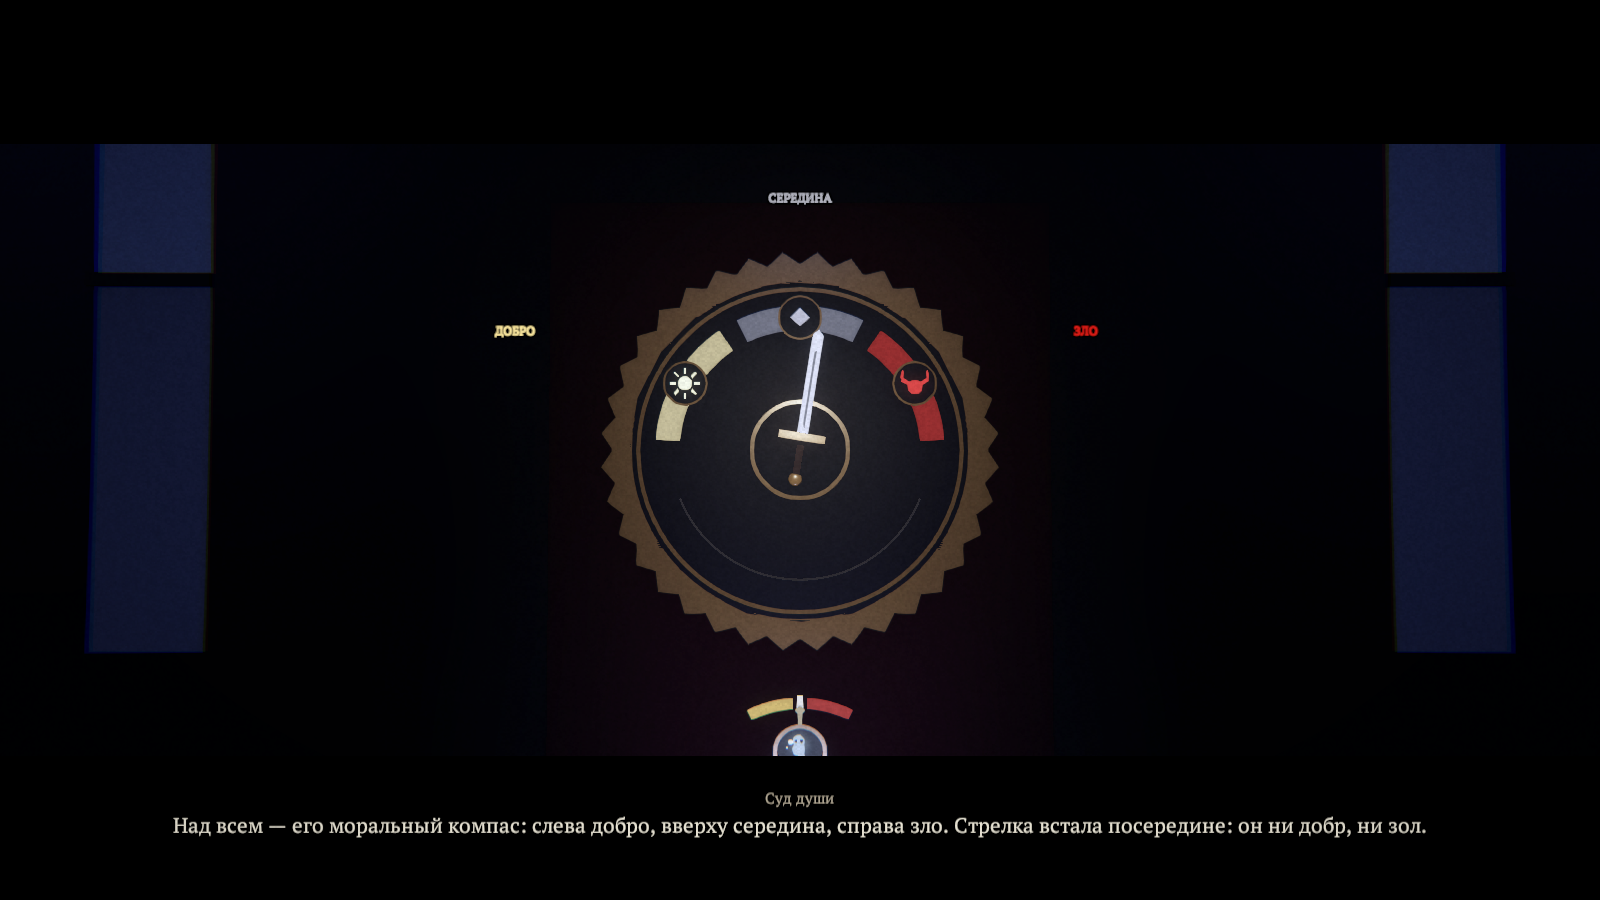 СЕРЕДИНА
ДОБРО
ЗЛО
Суд души
Над всем — его моральный компас: слева добро, вверху середина, справа зло. Стрелка встала посередине: он ни добр, ни зол.